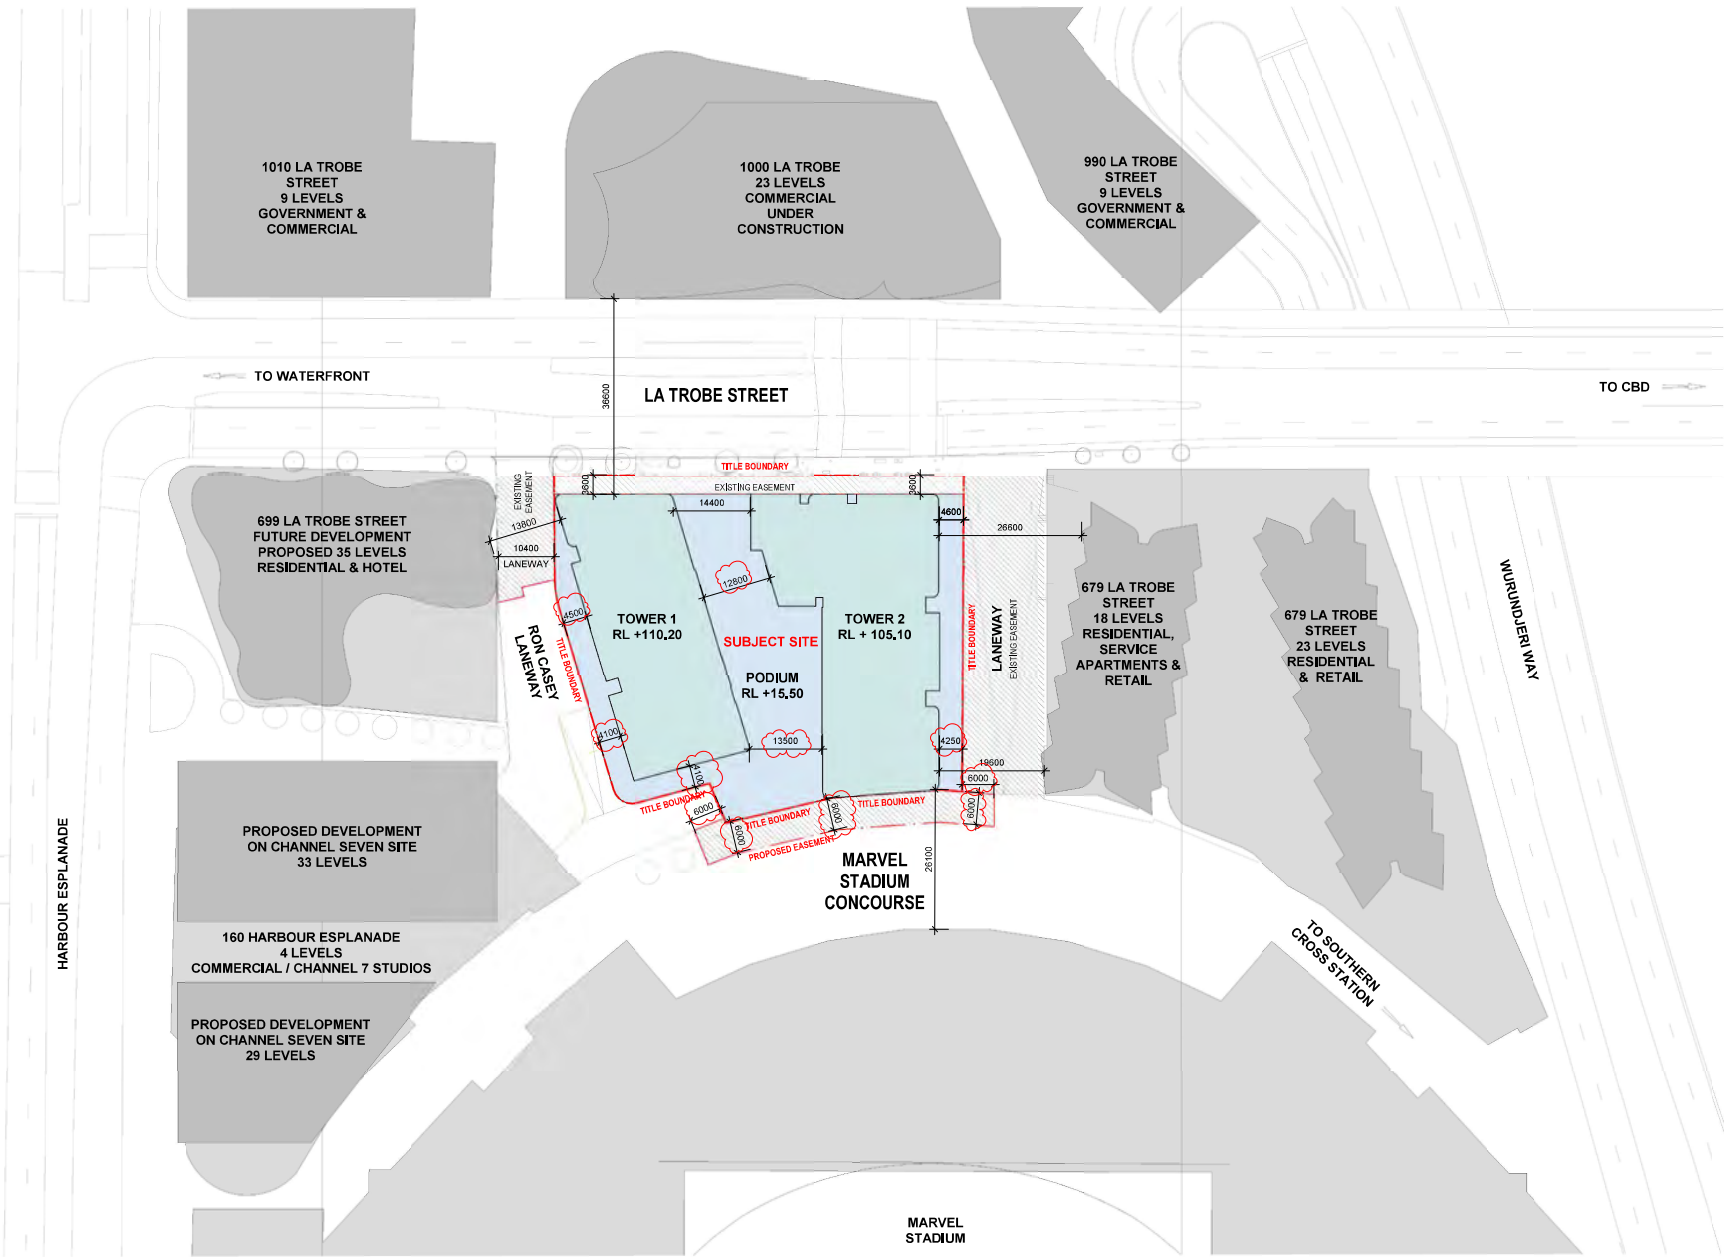 1010 LA TROBE
STREET
9 LEVELS
GOVERNMENT &
COMMERCIAL
1000 LA TROBE
23 LEVELS
COMMERCIAL
UNDER
CONSTRUCTION
990 LA TROBE
STREET
9 LEVELS
GOVERNMENT &
COMMERCIAL
TO WATERFRONT
36600
LA TROBE STREET
TO CBD
TITLE BOUNDARY
EXISTING EASEMENT
3600
3600
14400
4600
26600
EXISTING
EASEMENT
13800
10400
LANEWAY
699 LA TROBE STREET
FUTURE DEVELOPMENT
PROPOSED 35 LEVELS
RESIDENTIAL & HOTEL
12800
4500
TOWER 1
RL +110.20
SUBJECT SITE
PODIUM
RL +15.50
TOWER 2
RL + 105.10
TITLE BOUNDARY
LANEWAY
EXISTING EASEMENT
679 LA TROBE
STREET
18 LEVELS
RESIDENTIAL,
SERVICE
APARTMENTS &
RETAIL
679 LA TROBE
STREET
23 LEVELS
RESIDENTIAL
& RETAIL
WURUNDJERI WAY
RON CASEY
LANEWAY
TITLE BOUNDARY
4100
13500
4250
19600
6000
4100
TITLE BOUNDARY
6000
6000
TITLE BOUNDARY
6000
TITLE BOUNDARY
6000
PROPOSED EASEMENT
26100
MARVEL
STADIUM
CONCOURSE
PROPOSED DEVELOPMENT
ON CHANNEL SEVEN SITE
33 LEVELS
HARBOUR ESPLANADE
160 HARBOUR ESPLANADE
4 LEVELS
COMMERCIAL / CHANNEL 7 STUDIOS
TO SOUTHERN
CROSS STATION
PROPOSED DEVELOPMENT
ON CHANNEL SEVEN SITE
29 LEVELS
MARVEL
STADIUM